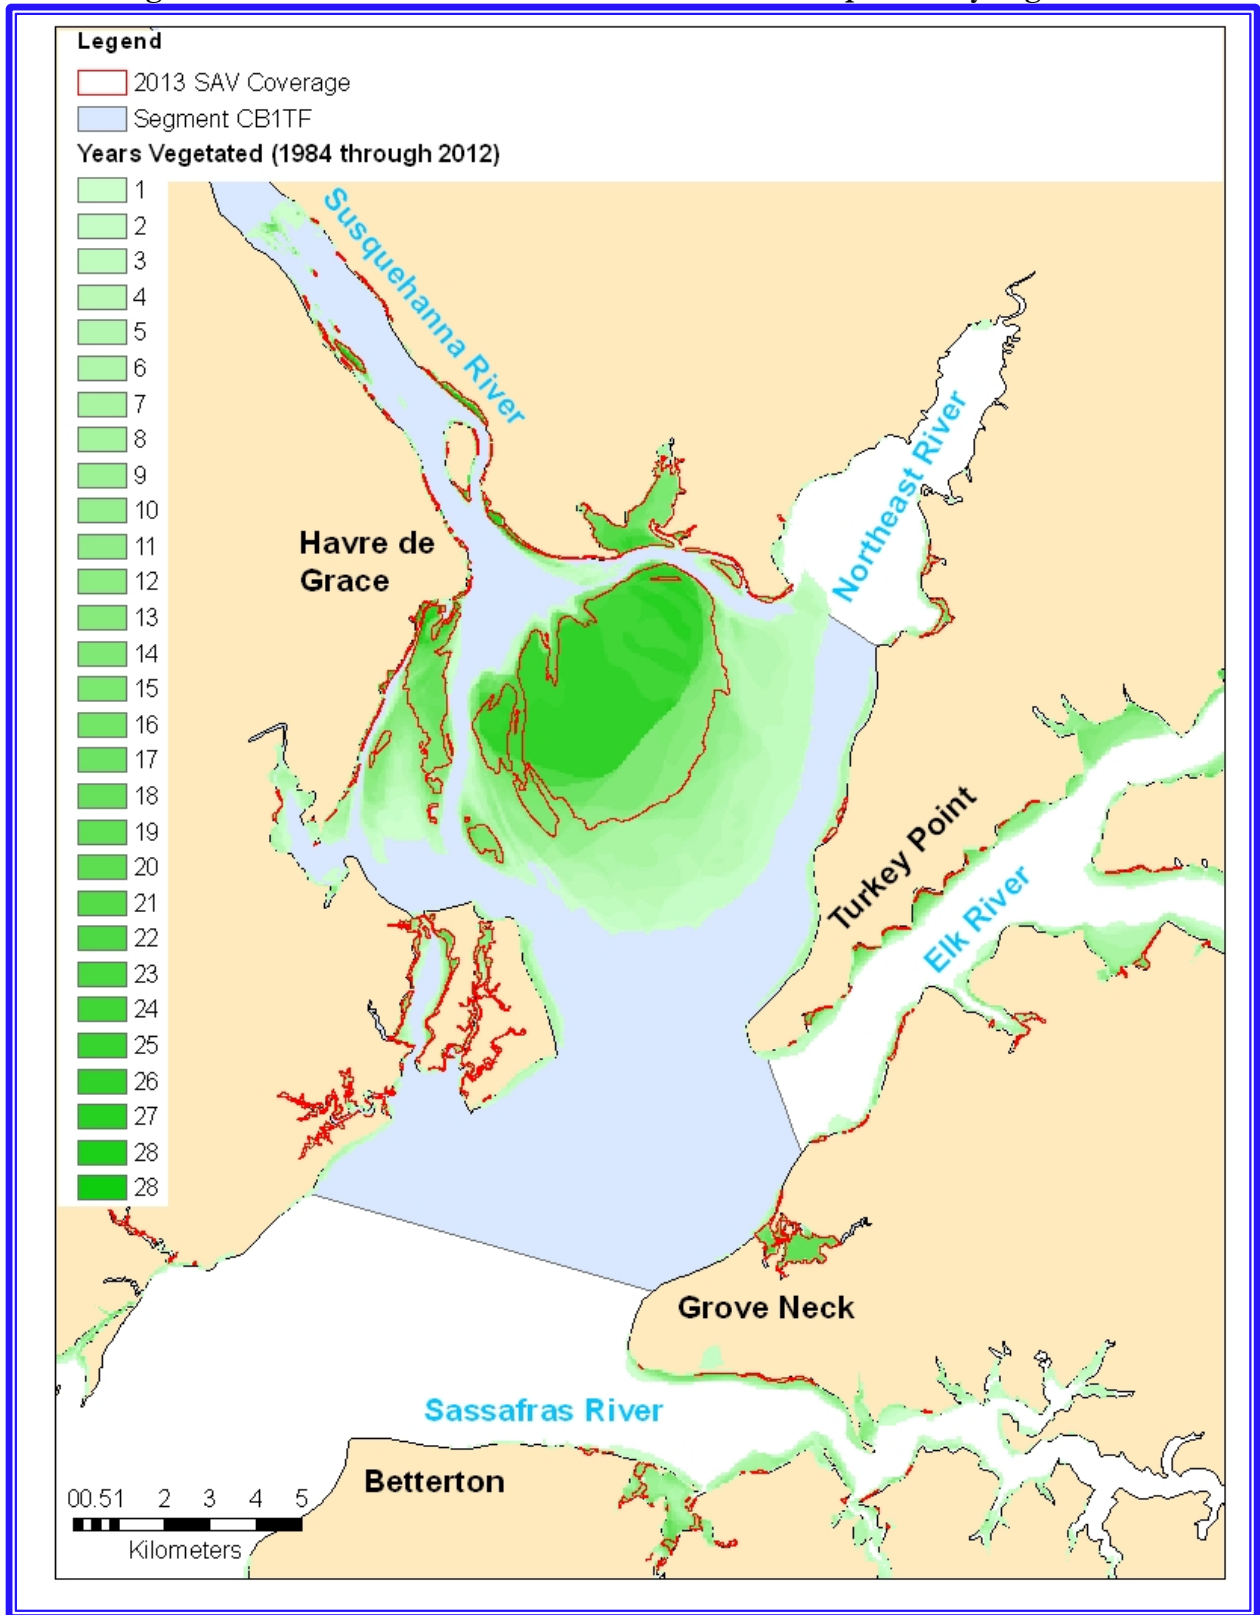 Legend
2013 SAV Coverage
Segment CB1TF
Years Vegetated (1984 through 2012)
1
2
3
4
5
6
7
8
9
10
11
12
13
14
15
16
17
18
19
20
21
22
23
24
25
26
27
28
28
Susquehanna River
Northeast River
Havre de
Grace
Turkey Point
Elk River
Grove Neck
Sassafras River
Betterton
00.51 2 3 4 5
Kilometers